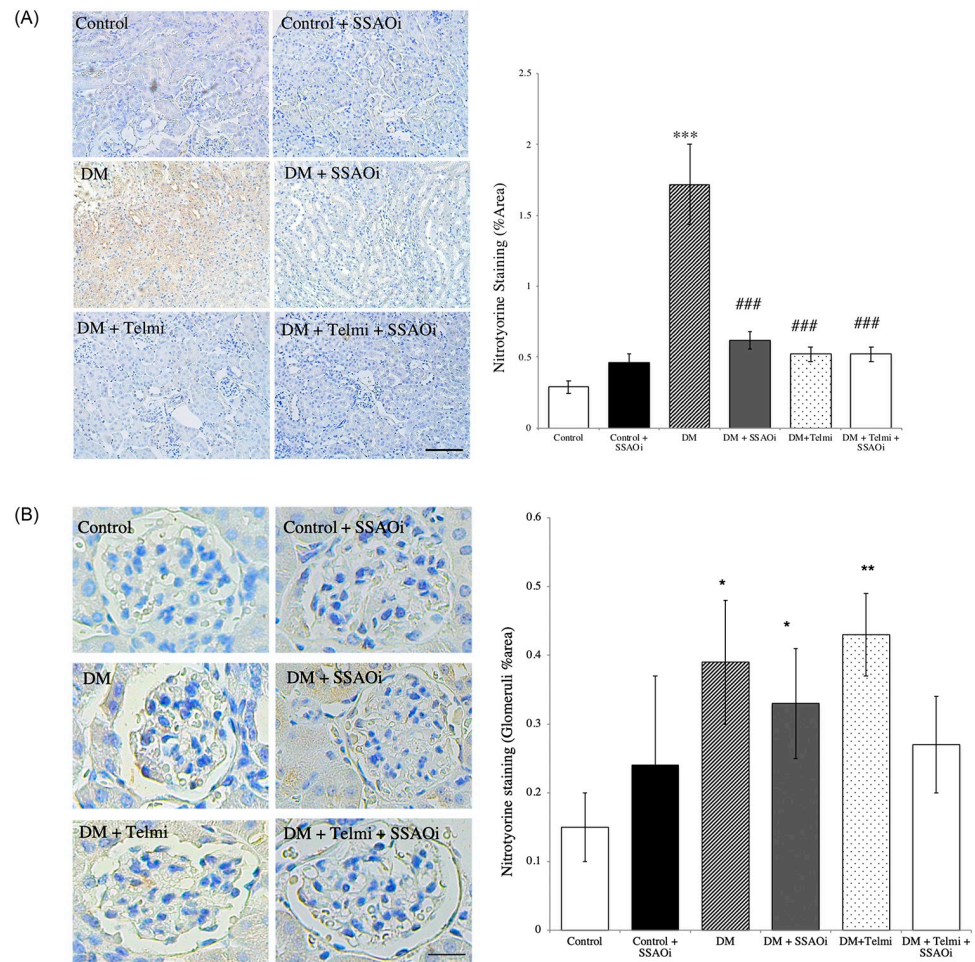 (A)
Control
Control + SSAOi
DM
DM + SSAOi
DM + Telmi
DM + Telmi + SSAOi
Nitrotyorine Staining (%Area)
2.5
2
1.5
1
0.5
0
***
###
###
###
Control
Control +
SSAOi
DM
DM + SSAOi
DM+Telmi
DM + Telmi +
SSAOi
(B)
Control
Control + SSAOi
DM
DM + SSAOi
DM + Telmi
DM + Telmi + SSAOi
Nitrotyorine staining (Glomeruli %area)
0.6
0.5
0.4
0.3
0.2
0.1
0
*
*
**
Control
Control +
SSAOi
DM
DM + SSAOi
DM+Telmi
DM + Telmi +
SSAOi